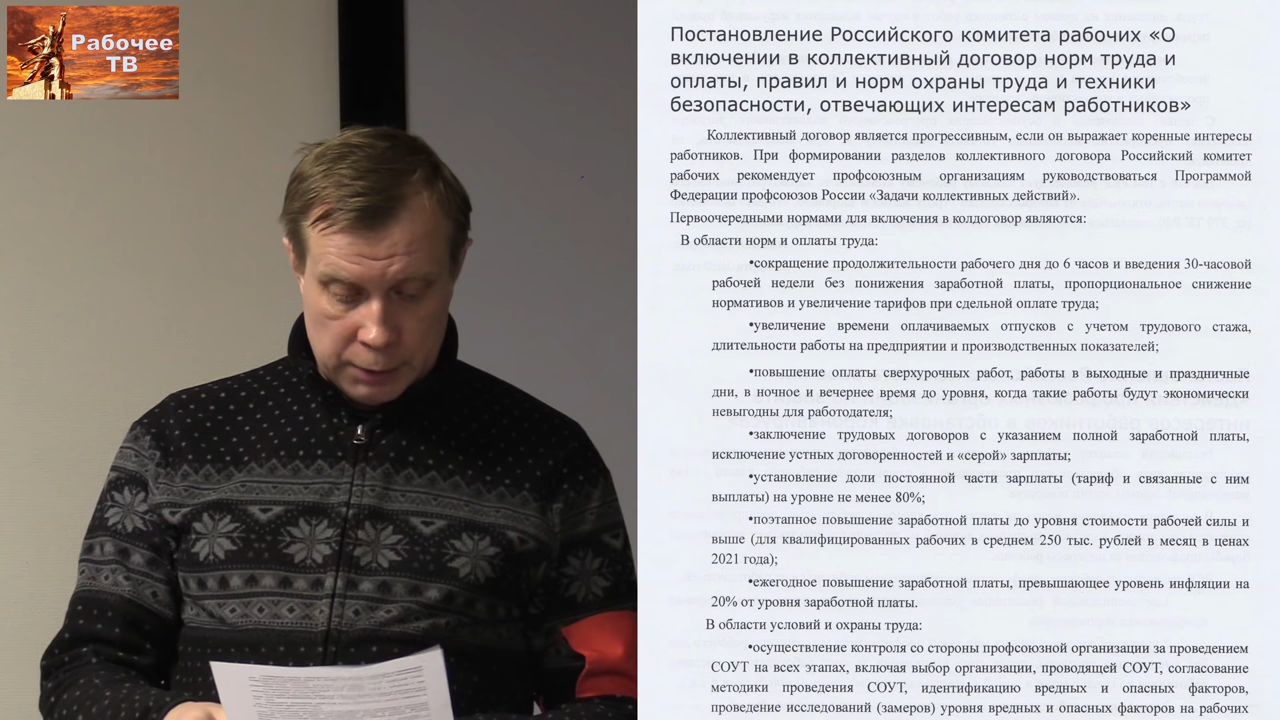 Рабочее
ТВ
Постановление Российского комитета рабочих «О
включении в коллективный договор норм труда и
оплаты, правил и норм охраны труда и техники
безопасности, отвечающих интересам работников»
Коллективный договор является прогрессивным, если он выражает коренные интересы
работников. При формировании разделов коллективного договора Российский комитет
рабочих рекомендует профсоюзным организациям руководствоваться Программой
Федерации профсоюзов России «Задачи коллективных действий».
Первоочередными нормами для включения в колдоговор являются:
В области норм и оплаты труда:
•сокращение продолжительности рабочего дня до 6 часов и введения 30-часовой
рабочей недели без понижения заработной платы, пропорциональное снижение
нормативов и увеличение тарифов при сдельной оплате труда;
•увеличение времени оплачиваемых отпусков с учетом трудового стажа,
длительности работы на предприятии и производственных показателей;
•повышение оплаты сверхурочных работ, работы в выходные и праздничные
дни, в ночное и вечернее время до уровня, когда такие работы будут экономически
невыгодны для работодателя;
•заключение трудовых договоров с указанием полной заработной платы,
исключение устных договоренностей и «серой» зарплаты;
•установление доли постоянной части зарплаты (тариф и связанные с ним
выплаты) на уровне не менее 80%;
•поэтапное повышение заработной платы до уровня стоимости рабочей силы и
выше (для квалифицированных рабочих в среднем 250 тыс. рублей в месяц в ценах
2021 года);
•ежегодное повышение заработной платы, превышающее уровень инфляции на
20% от уровня заработной платы.
В области условий и охраны труда:
•осуществление контроля со стороны профсоюзной организации за проведением
СОУТ на всех этапах, включая выбор организации, проводящей СОУТ, согласование
проведения вредных факторов,
исследований (замеров) уровня вредных и опасных факторов на рабочих